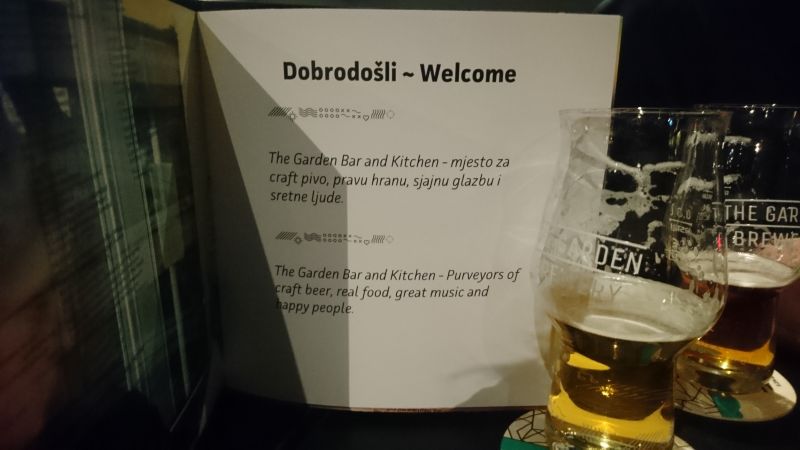 Dobrodošli ~ Welcome
The Garden Bar and Kitchen - mjesto za
craft pivo, pravu hranu, sjajnu glazbu i
sretne ljude.
The Garden Bar and Kitchen - Purveyors of
craft beer, real food, great music and
happy people.
GARDEN
THE GAR
BREWE